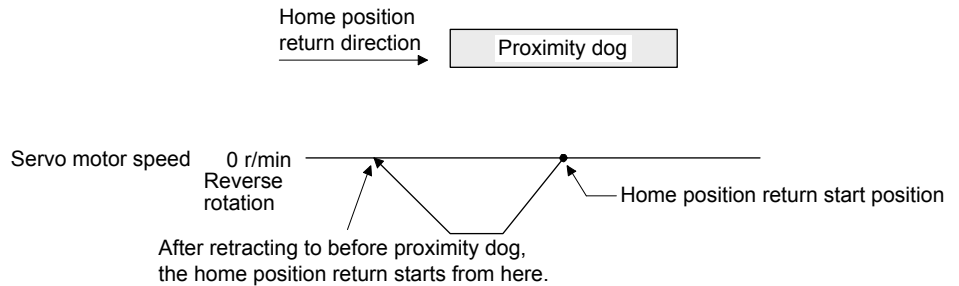 Home position
return direction
Proximity dog
Servo motor speed 0 r/min
Reverse
rotation
Home position return start position
After retracting to before proximity dog,
the home position return starts from here.